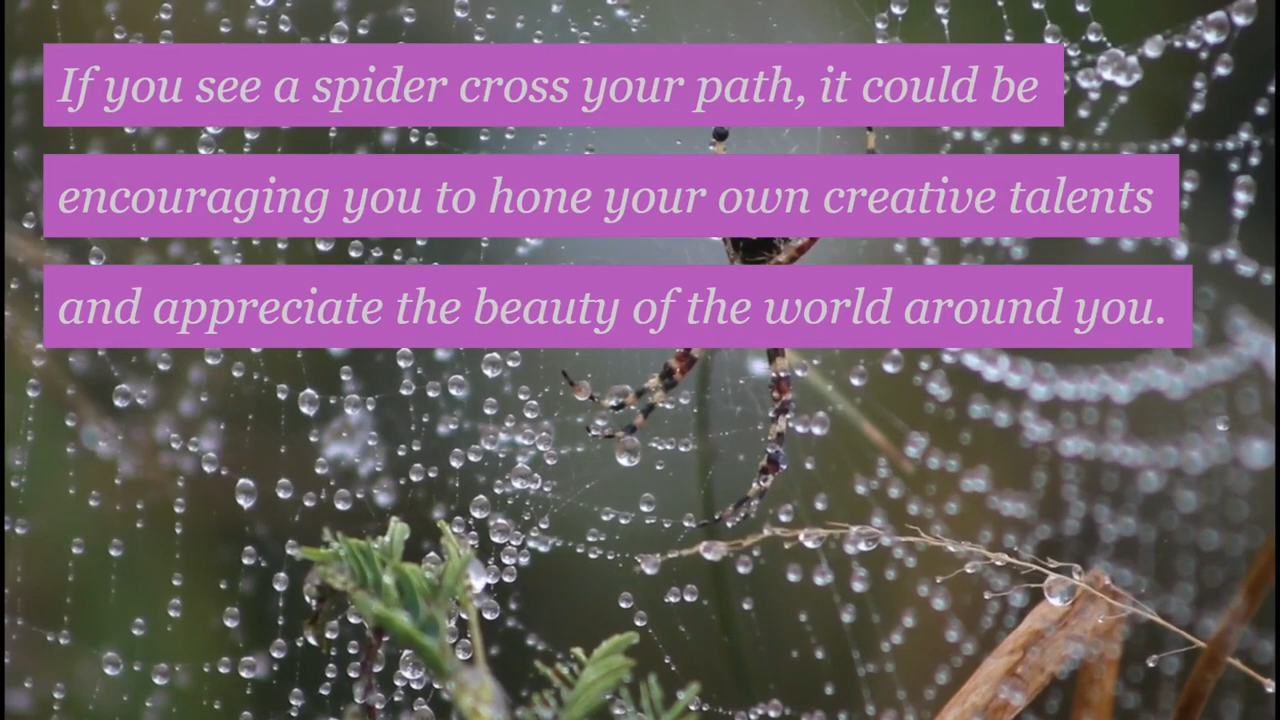 If you see a spider cross your path, it could be
encouraging you to hone your own creative talents
and appreciate the beauty of the world around you.